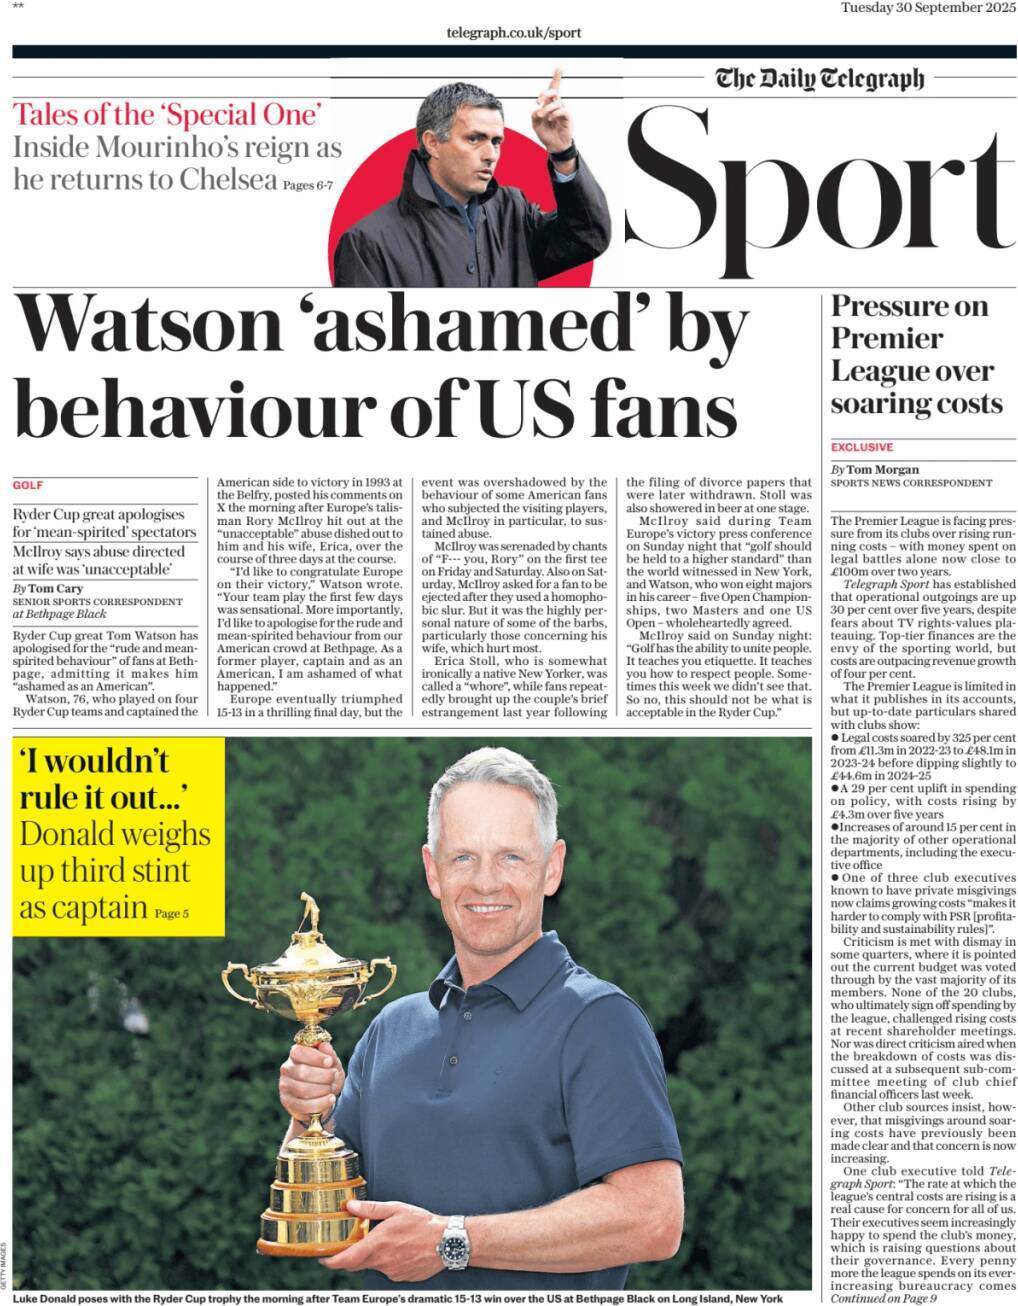 **
Tuesday 30 September 2025
telegraph.co.uk/sport
The Daily Telegraph
Sport
Tales of the ‘Special One’
Inside Mourinho’s reign as
he returns to Chelsea Pages 6-7
Watson ‘ashamed’ by
behaviour of US fans
GOLF
Ryder Cup great apologises
for ‘mean-spirited’ spectators
McIlroy says abuse directed
at wife was ‘unacceptable’
By Tom Cary
SENIOR SPORTS CORRESPONDENT
at Bethpage Black
Ryder Cup great Tom Watson has
apologised for the “rude and mean-
spirited behaviour” of fans at Beth-
page, admitting it makes him
“ashamed as an American”.
Watson, 76, who played on four
Ryder Cup teams and captained the
American side to victory in 1993 at
the Belfry, posted his comments on
X the morning after Europe’s talis-
man Rory McIlroy hit out at the
“unacceptable” abuse dished out to
him and his wife, Erica, over the
course of three days at the course.
“I’d like to congratulate Europe
on their victory,” Watson wrote.
“Your team play the first few days
was sensational. More importantly,
I’d like to apologise for the rude and
mean-spirited behaviour from our
American crowd at Bethpage. As a
former player, captain and as an
American, I am ashamed of what
happened.”
Europe eventually triumphed
15-13 in a thrilling final day, but the
event was overshadowed by the
behaviour of some American fans
who subjected the visiting players,
and McIlroy in particular, to sus-
tained abuse.
McIlroy was serenaded by chants
of “F--- you, Rory” on the first tee
on Friday and Saturday. Also on Sat-
urday, McIlroy asked for a fan to be
ejected after they used a homopho-
bic slur. But it was the highly per-
sonal nature of some of the barbs,
particularly those concerning his
wife, which hurt most.
Erica Stoll, who is somewhat
ironically a native New Yorker, was
called a “whore”, while fans repeat-
edly brought up the couple’s brief
estrangement last year following
the filing of divorce papers that
were later withdrawn. Stoll was
also showered in beer at one stage.
McIlroy said during Team
Europe’s victory press conference
on Sunday night that “golf should
be held to a higher standard” than
the world witnessed in New York,
and Watson, who won eight majors
in his career – five Open Champion-
ships, two Masters and one US
Open – wholeheartedly agreed.
McIlroy said on Sunday night:
“Golf has the ability to unite people.
It teaches you etiquette. It teaches
you how to respect people. Some-
times this week we didn’t see that.
So no, this should not be what is
acceptable in the Ryder Cup.”
Pressure on
Premier
League over
soaring costs
EXCLUSIVE
By Tom Morgan
SPORTS NEWS CORRESPONDENT
The Premier League is facing pres-
sure from its clubs over rising run-
ning costs – with money spent on
legal battles alone now close to
£100m over two years.
Telegraph Sport has established
that operational outgoings are up
30 per cent over five years, despite
fears about TV rights-values pla-
teauing. Top-tier finances are the
envy of the sporting world, but
costs are outpacing revenue growth
of four per cent.
The Premier League is limited in
what it publishes in its accounts,
but up-to-date particulars shared
with clubs show:
● Legal costs soared by 325 per cent
from £11.3m in 2022-23 to £48.1m in
2023-24 before dipping slightly to
£44.6m in 2024-25
● A 29 per cent uplift in spending
on policy, with costs rising by
£4.3m over five years
● Increases of around 15 per cent in
the majority of other operational
departments, including the execu-
tive office
● One of three club executives
known to have private misgivings
now claims growing costs “makes it
harder to comply with PSR [profita-
bility and sustainability rules]”.
Criticism is met with dismay in
some quarters, where it is pointed
out the current budget was voted
through by the vast majority of its
members. None of the 20 clubs,
who ultimately sign off spending by
the league, challenged rising costs
at recent shareholder meetings.
Nor was direct criticism aired when
the breakdown of costs was dis-
cussed at a subsequent sub-com-
mittee meeting of club chief
financial officers last week.
Other club sources insist, how-
ever, that misgivings around soar-
ing costs have previously been
made clear and that concern is now
increasing.
One club executive told Tele-
graph Sport: “The rate at which the
league’s central costs are rising is a
real cause for concern for all of us.
Their executives seem increasingly
happy to spend the club’s money,
which is raising questions about
their governance. Every penny
more the league spends on its ever-
increasing bureaucracy comes
Continued on Page 9
‘I wouldn’t
rule it out...’
Donald weighs
up third stint
as captain Page 5
GETTY IMAGES
Luke Donald poses with the Ryder Cup trophy the morning after Team Europe’s dramatic 15-13 win over the US at Bethpage Black on Long Island, New York